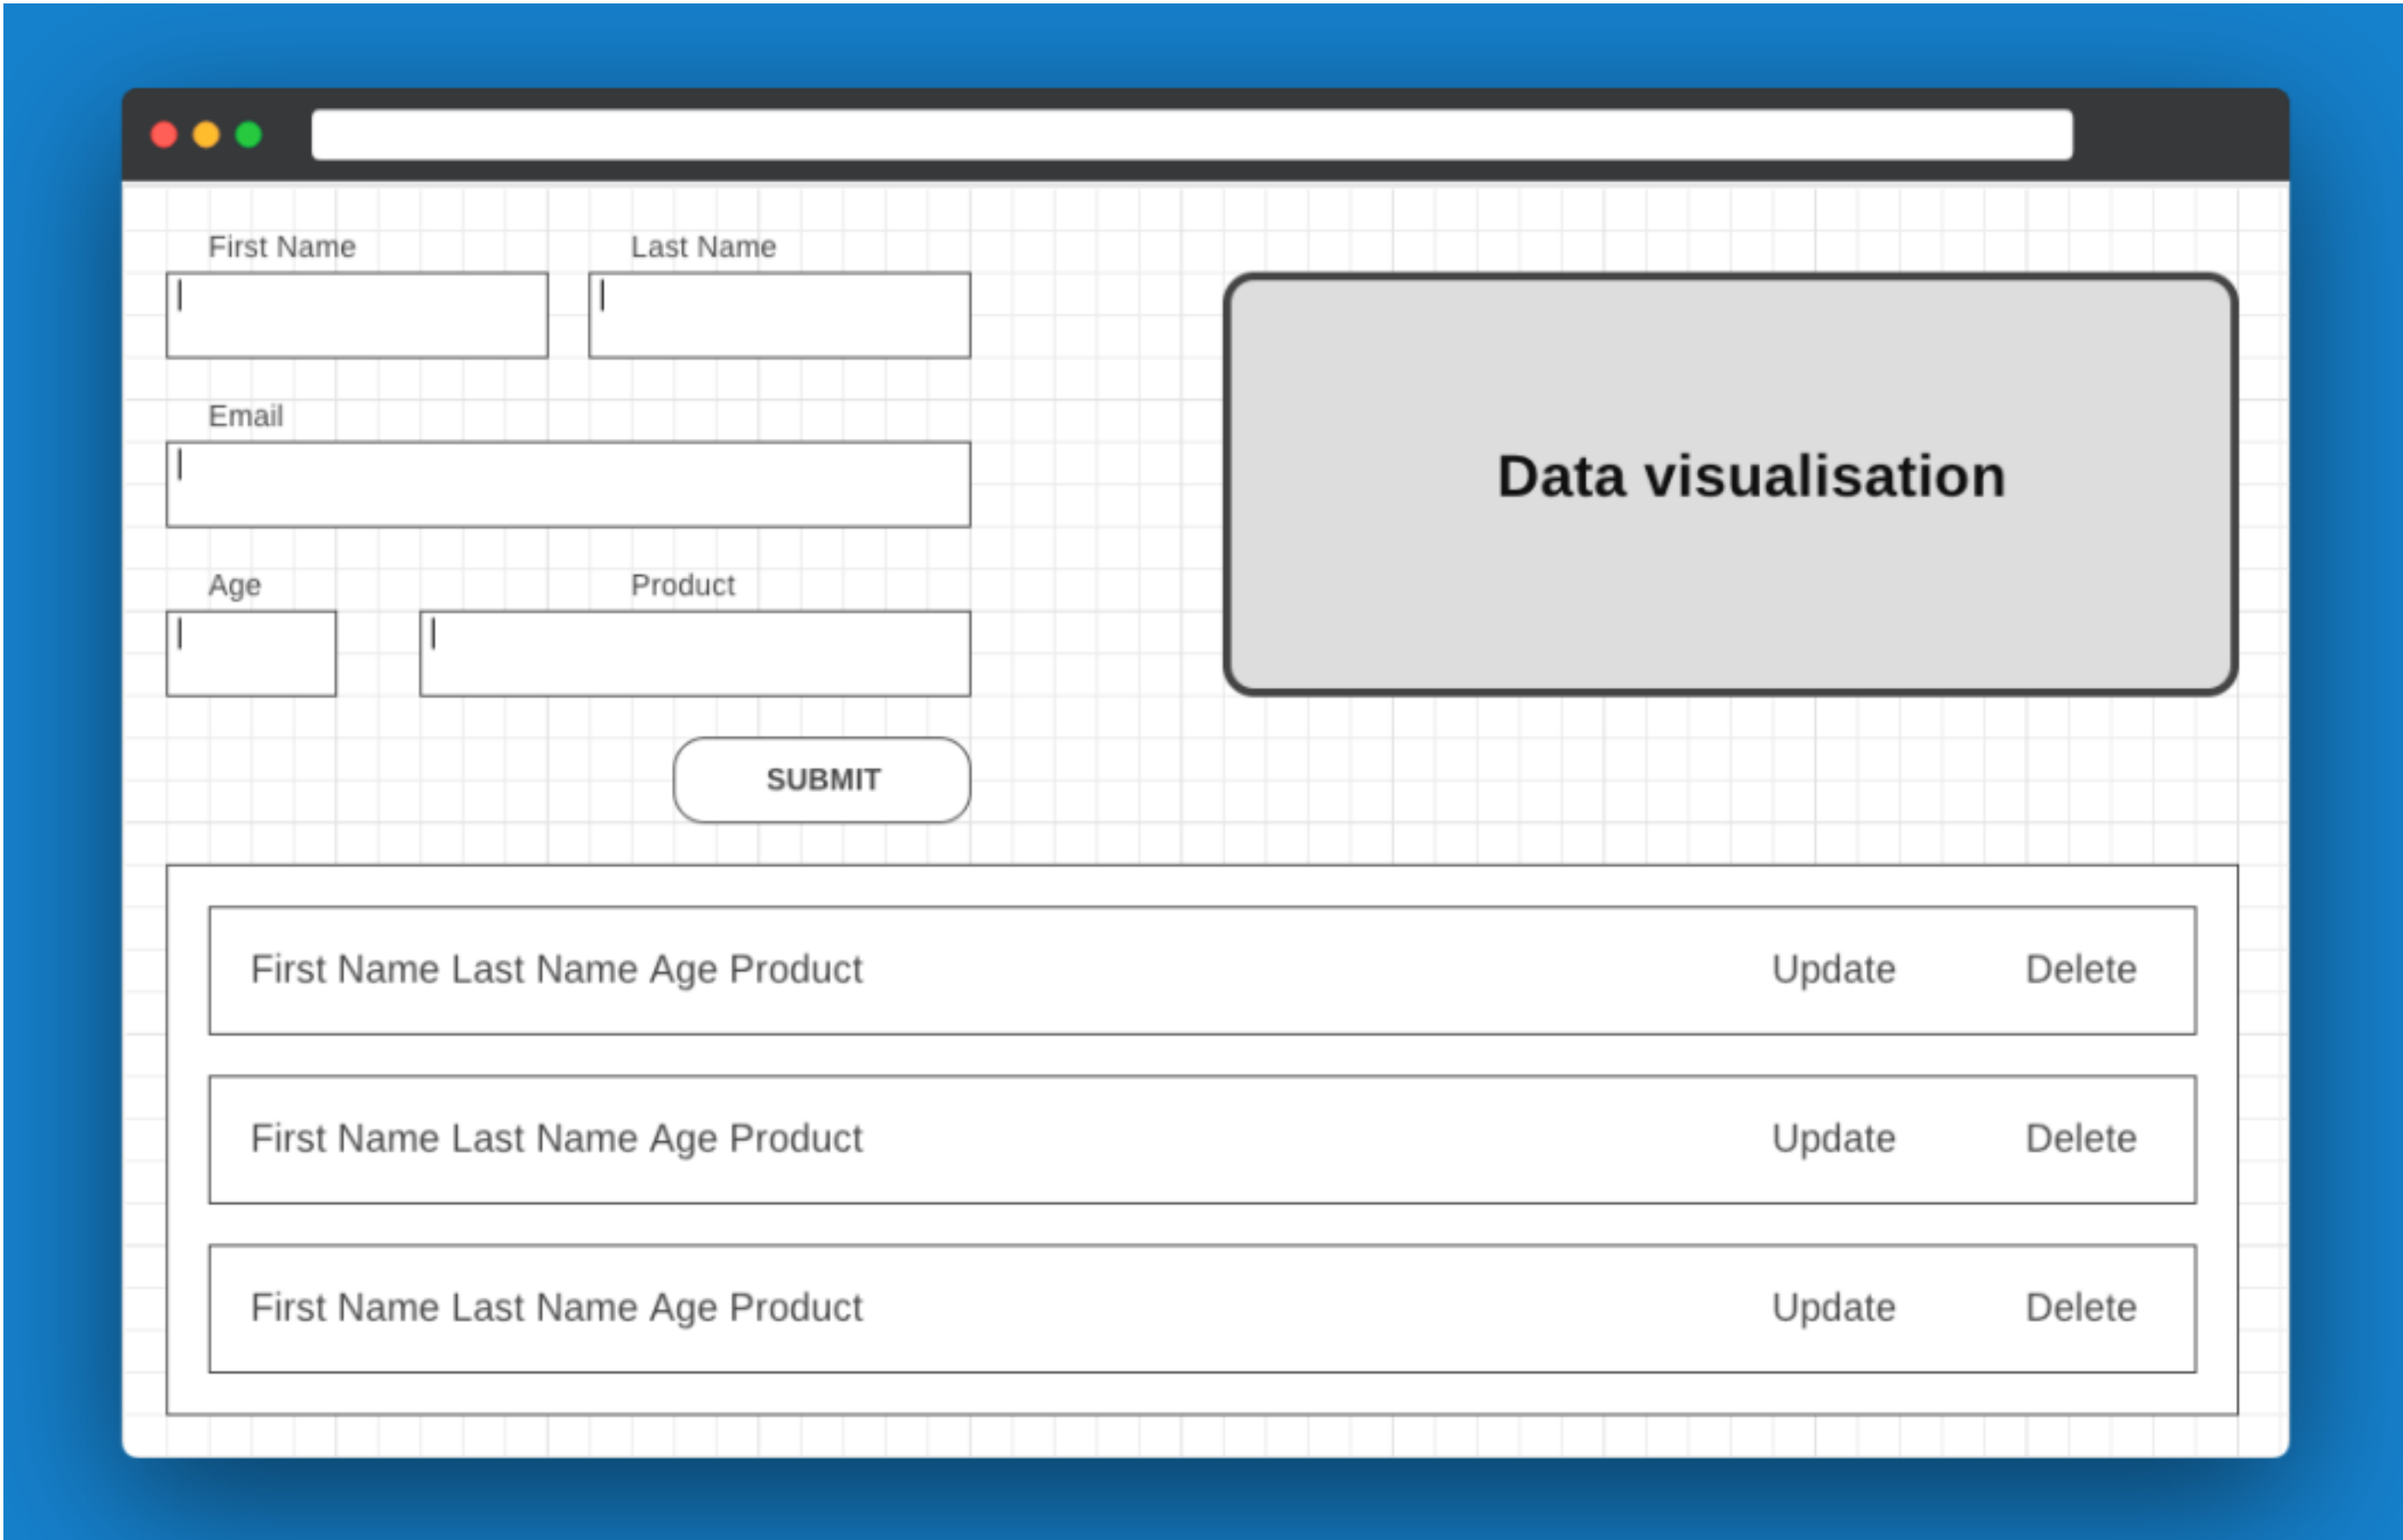 First Name Last Name
Email
Age Product
SUBMIT
Data visualisation
First Name Last Name Age Product Update Delete
First Name Last Name Age Product Update Delete
First Name Last Name Age Product Update Delete